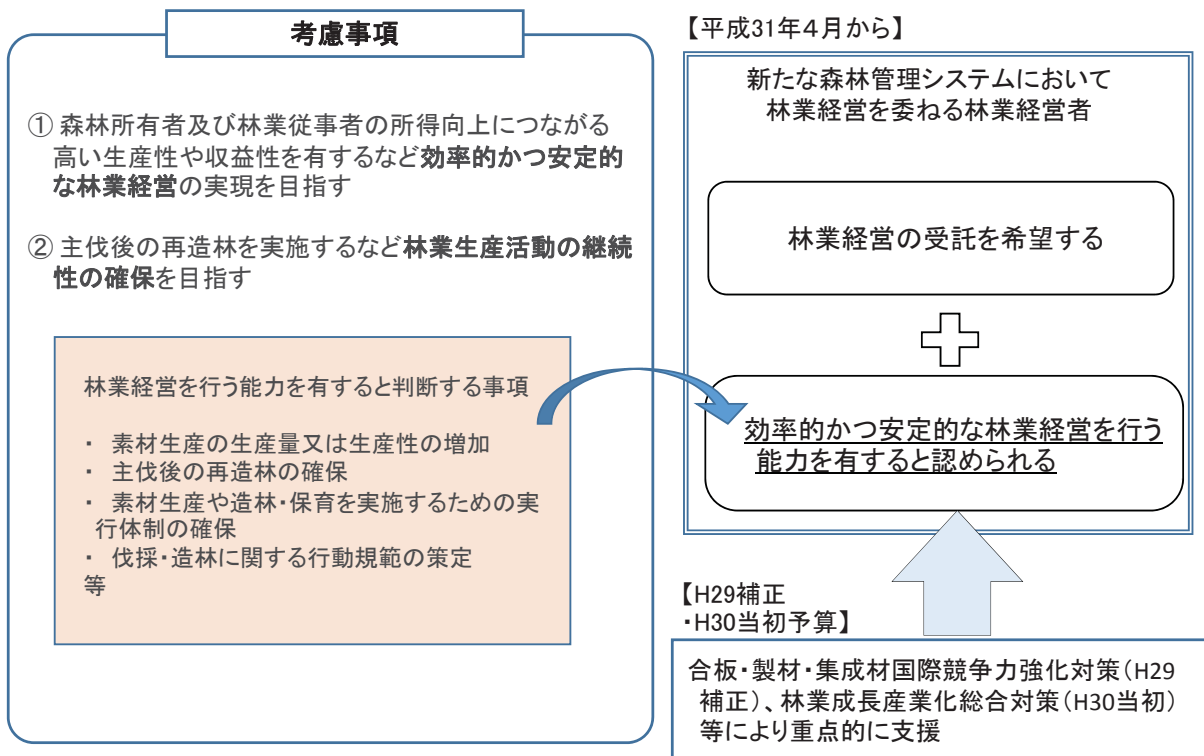 考慮事項
① 森林所有者及び林業従事者の所得向上につながる
高い生産性や収益性を有するなど効率的かつ安定的
な林業経営の実現を目指す
② 主伐後の再造林を実施するなど林業生産活動の継続
性の確保を目指す
林業経営を行う能力を有すると判断する事項
・ 素材生産の生産量又は生産性の増加
・ 主伐後の再造林の確保
・ 素材生産や造林・保育を実施するための実
行体制の確保
・ 伐採・造林に関する行動規範の策定
等
【平成31年4月から】
新たな森林管理システムにおいて
林業経営を委ねる林業経営者
林業経営の受託を希望する
効率的かつ安定的な林業経営を行う
能力を有すると認められる
【H29補正
・H30当初予算】
合板・製材・集成材国際競争力強化対策（H29
補正）、林業成長産業化総合対策（H30当初）
等により重点的に支援